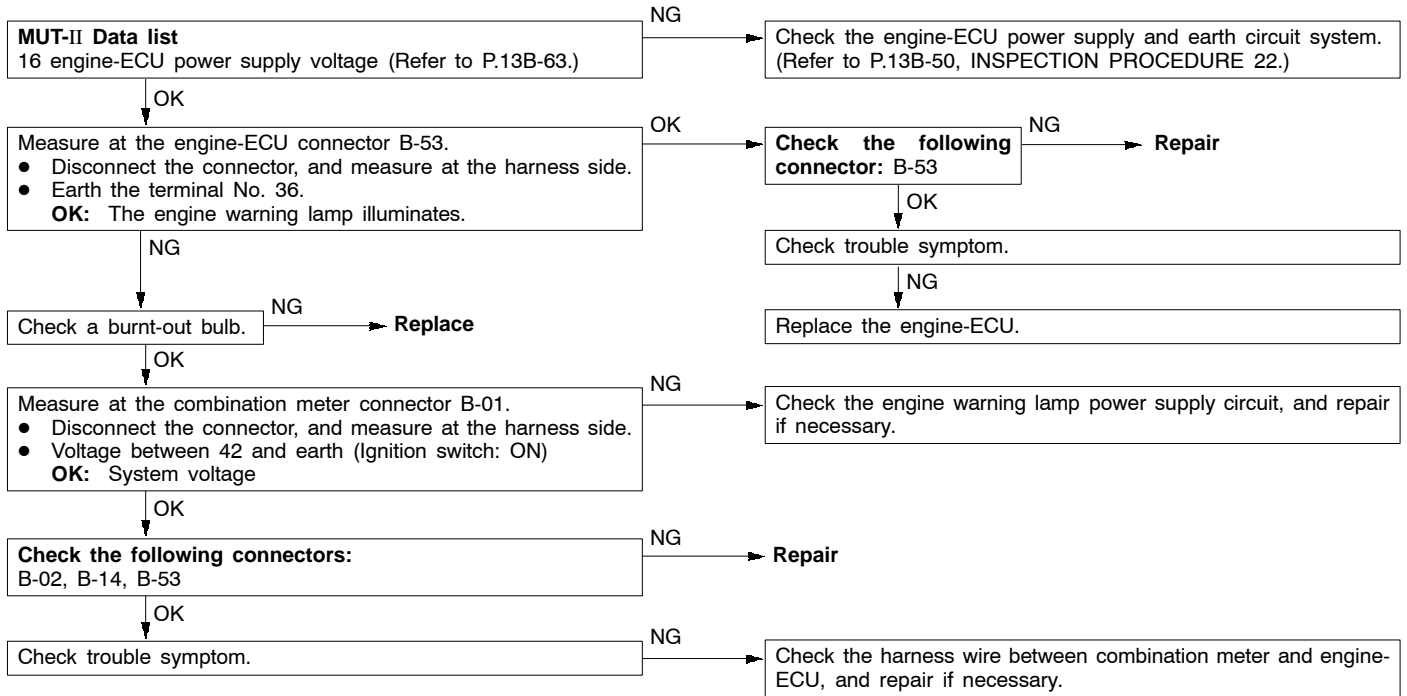 MUT-II Data list
16 engine-ECU power supply voltage (Refer to P.13B-63.)
NG
Check the engine-ECU power supply and earth circuit system.
(Refer to P.13B-50, INSPECTION PROCEDURE 22.)
OK
Measure at the engine-ECU connector B-53.
● Disconnect the connector, and measure at the harness side.
● Earth the terminal No. 36.
OK: The engine warning lamp illuminates.
OK
Check the following
connector: B-53
NG
Repair
OK
Check trouble symptom.
NG
Replace the engine-ECU.
NG
Check a burnt-out bulb.
NG
Replace
OK
Measure at the combination meter connector B-01.
● Disconnect the connector, and measure at the harness side.
● Voltage between 42 and earth (Ignition switch: ON)
OK: System voltage
NG
Check the engine warning lamp power supply circuit, and repair
if necessary.
OK
Check the following connectors:
B-02, B-14, B-53
NG
Repair
OK
Check trouble symptom.
NG
Check the harness wire between combination meter and engine-
ECU, and repair if necessary.